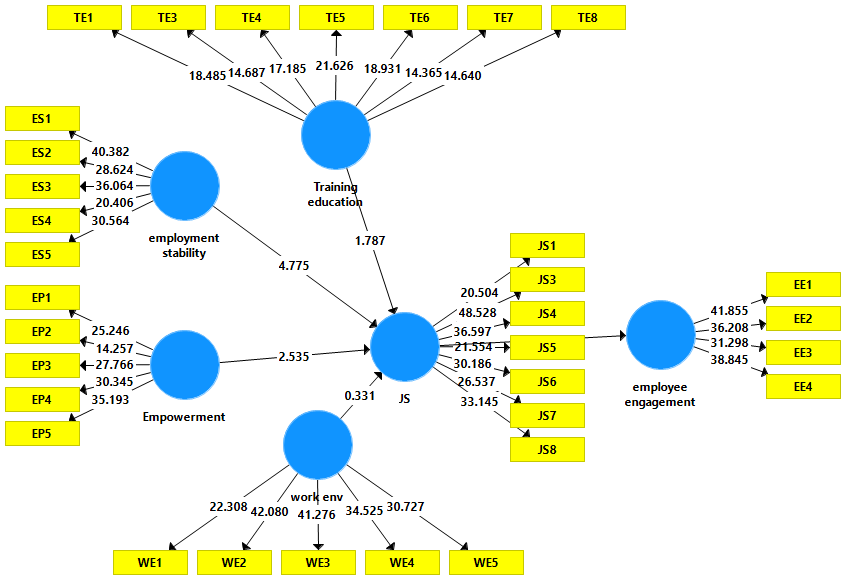 TE1 TE3 TE4 TE5 TE6 TE7 TE8
18.485 14.687 17.185 21.626 18.931 14.365 14.640
Training
education
ES1
ES2
ES3
ES4
ES5
40.382
28.624
36.064
20.406
30.564
employment
stability
1.787
4.775
EP1
EP2
EP3
EP4
EP5
25.246
14.257
27.766
30.345
35.193
Empowerment
2.535
JS
0.331
JS1
JS3
JS4
JS5
JS6
JS7
JS8
20.504
48.528
36.597
21.554
30.186
26.537
33.145
employee
engagement
41.855
36.208
31.298
38.845
EE1
EE2
EE3
EE4
work env
22.308 42.080 41.276 34.525 30.727
WE1 WE2 WE3 WE4 WE5